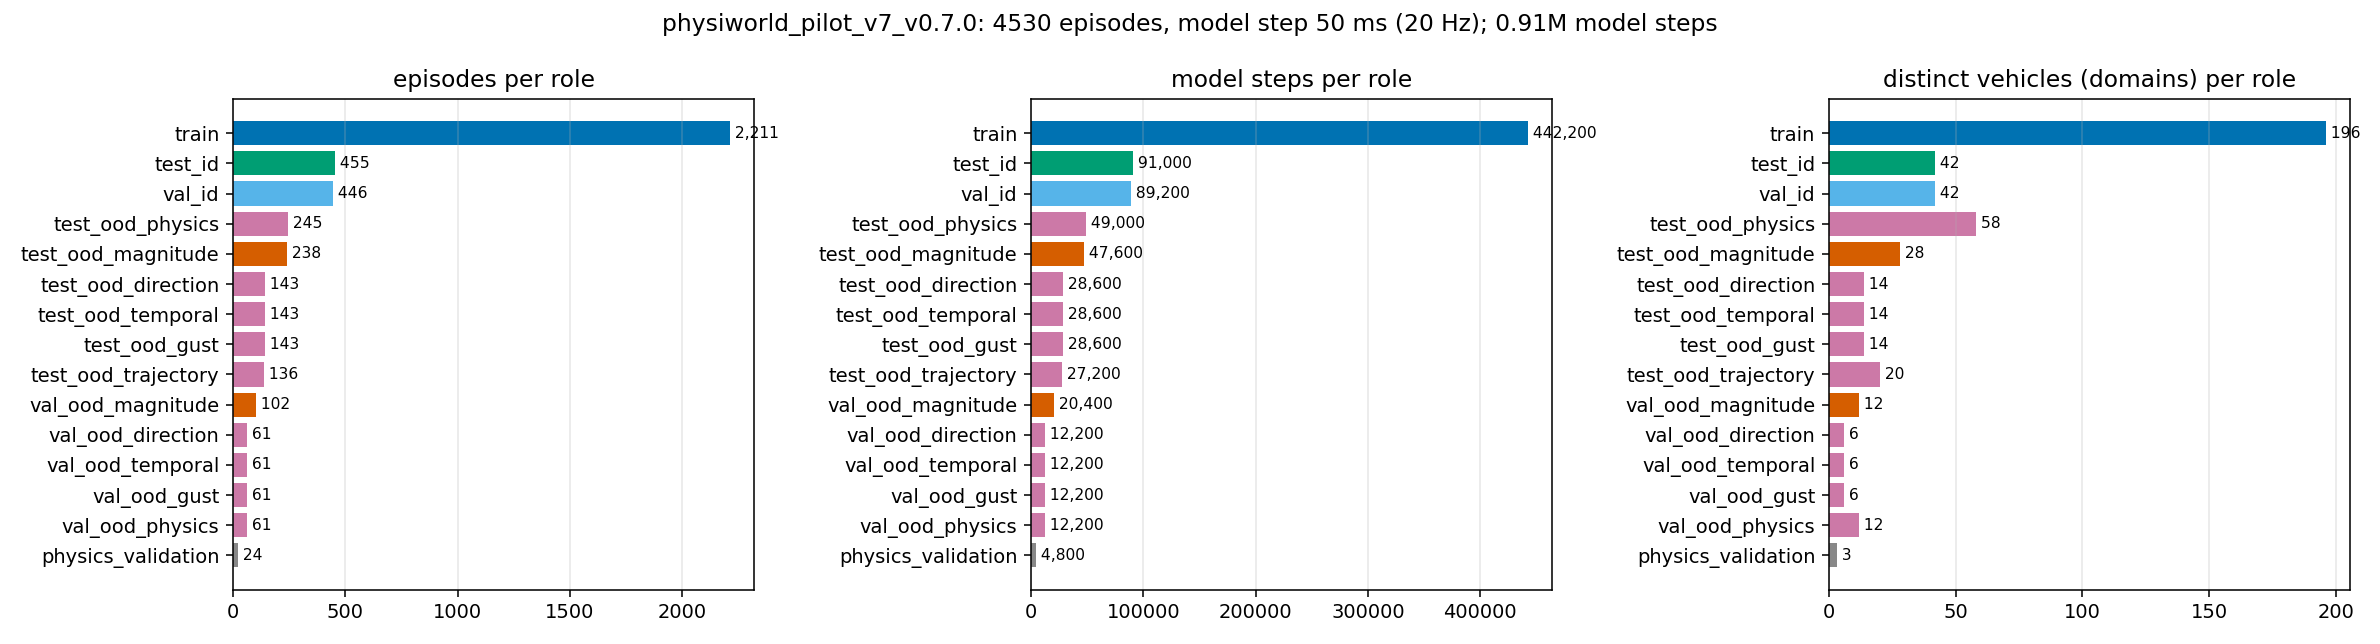 physiworld_pilot_v7_v0.7.0: 4530 episodes, model step 50 ms (20 Hz); 0.91M model steps
episodes per role
train 2,211
test_id 455
val_id 446
test_ood_physics 245
test_ood_magnitude 238
test_ood_direction 143
test_ood_temporal 143
test_ood_gust 143
test_ood_trajectory 136
val_ood_magnitude 102
val_ood_direction 61
val_ood_temporal 61
val_ood_gust 61
val_ood_physics 61
physics_validation 24
0 500 1000 1500 2000
model steps per role
train 442,200
test_id 91,000
val_id 89,200
test_ood_physics 49,000
test_ood_magnitude 47,600
test_ood_direction 28,600
test_ood_temporal 28,600
test_ood_gust 28,600
test_ood_trajectory 27,200
val_ood_magnitude 20,400
val_ood_direction 12,200
val_ood_temporal 12,200
val_ood_gust 12,200
val_ood_physics 12,200
physics_validation 4,800
0 100000 200000 300000 400000
distinct vehicles (domains) per role
train 196
test_id 42
val_id 42
test_ood_physics 58
test_ood_magnitude 28
test_ood_direction 14
test_ood_temporal 14
test_ood_gust 14
test_ood_trajectory 20
val_ood_magnitude 12
val_ood_direction 6
val_ood_temporal 6
val_ood_gust 6
val_ood_physics 12
physics_validation 3
0 50 100 150 200